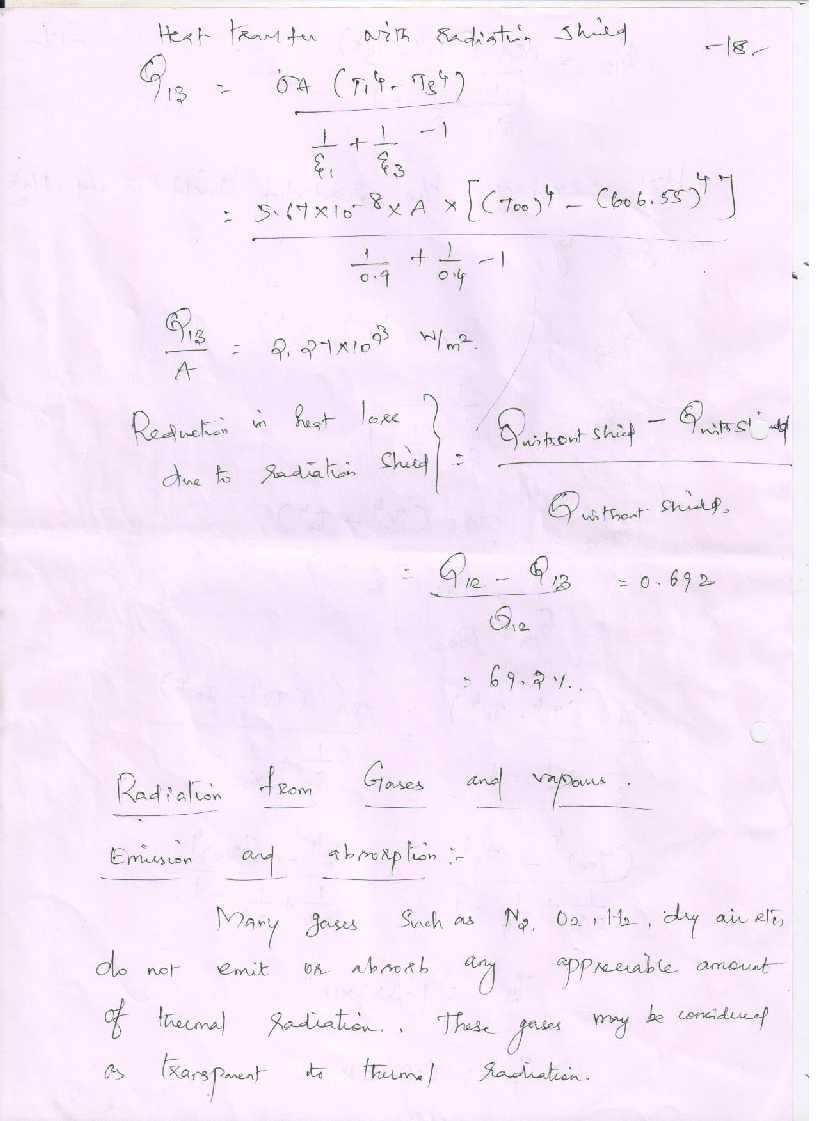 Heat transfer with radiation shield
-18-
Q13 = σA (T1⁴ - T3⁴)
1/ε1 + 1/ε3 - 1
= 5.67×10⁻⁸ × A × [(700)⁴ - (606.55)⁴]
1/0.9 + 1/0.4 - 1
Q13/A = 2.27×10³ W/m².
Reduction in heat loss
due to radiation shield } = Qwithout shield - Qwith shield
Qwithout shield.
= Q12 - Q13 = 0.692
Q12
= 69.2%.
Radiation from Gases and vapours.
Emission and absorption :-
Many gases such as N2, O2, H2, dry air etc,
do not emit or absorb any appreciable amount
of thermal radiation.. These gases may be considered
as transparent to thermal radiation.